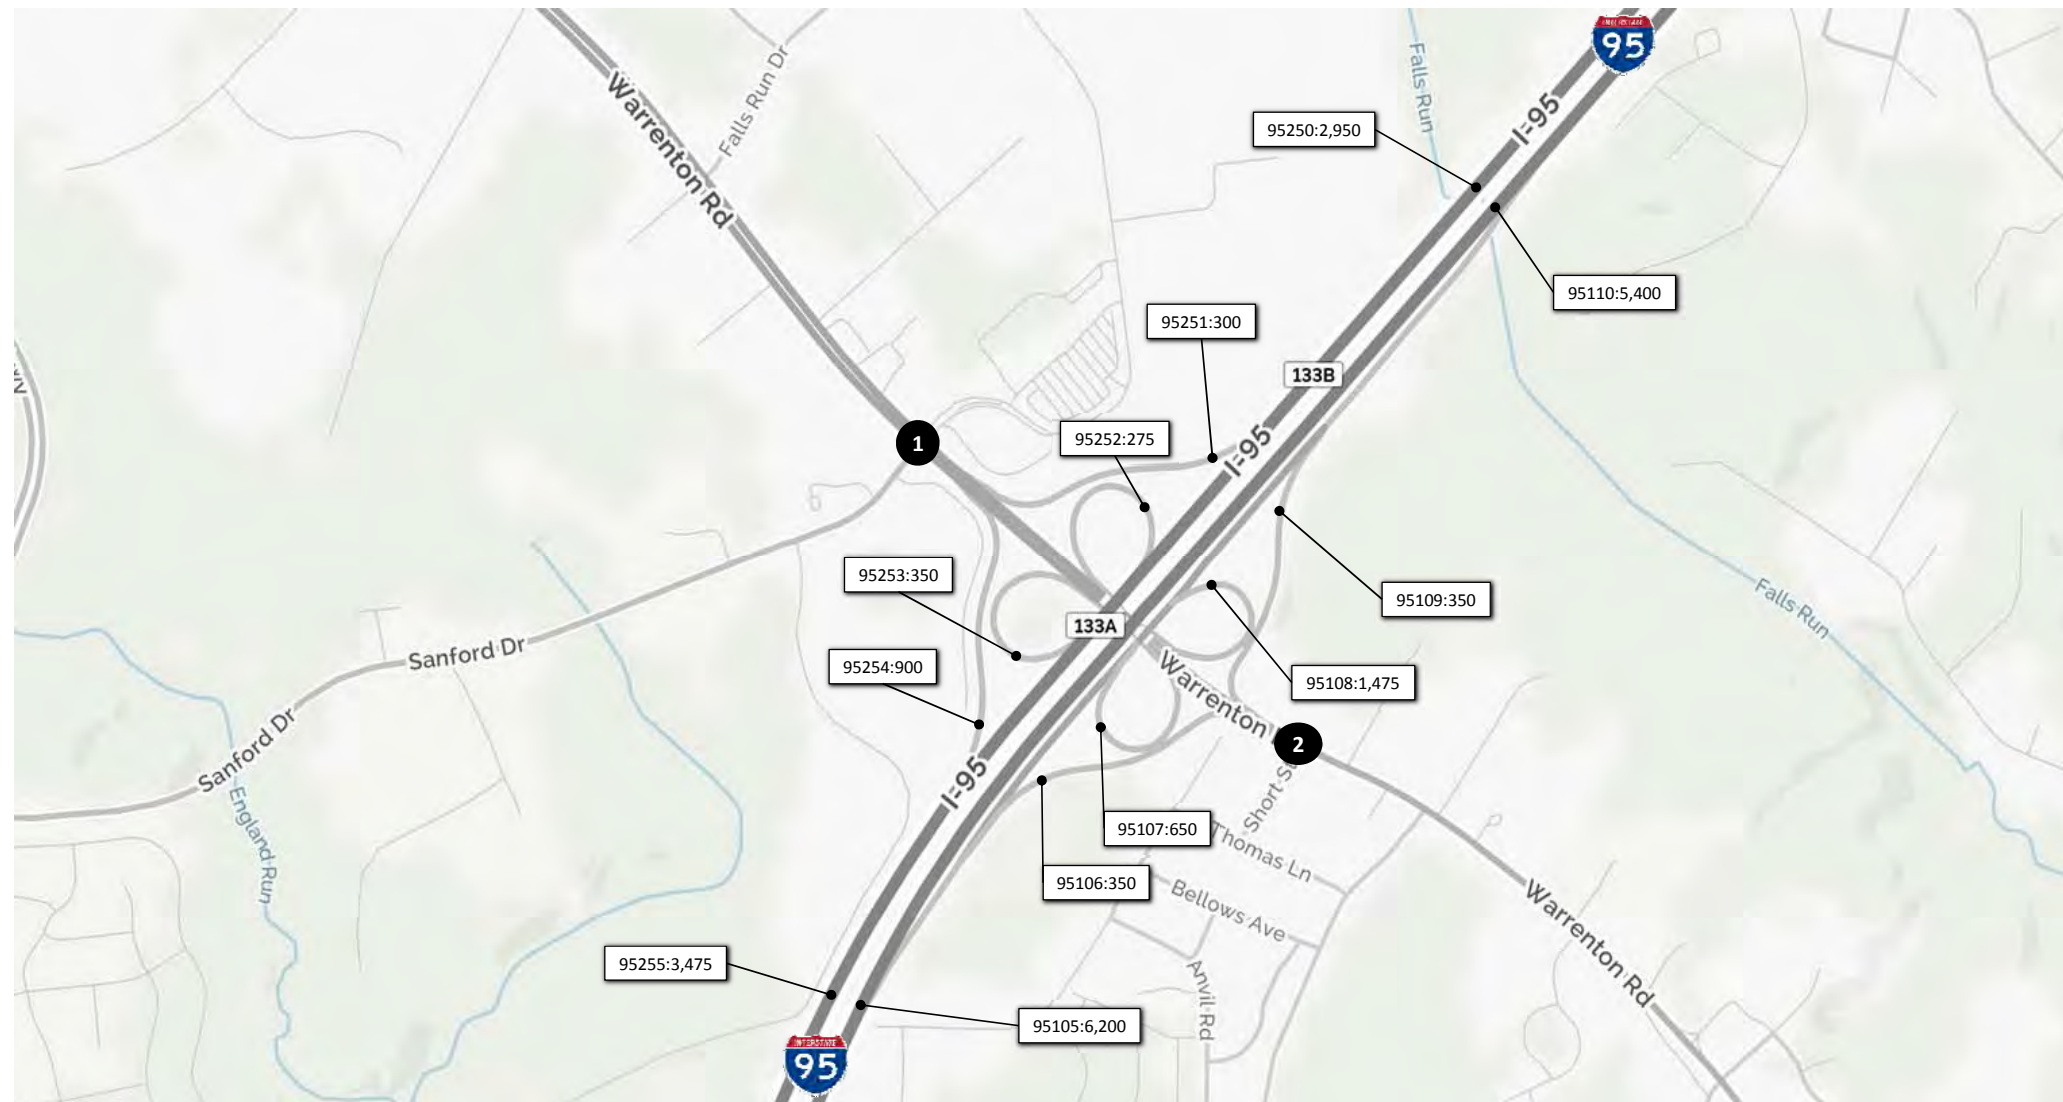 INTERSTATE
95
Warrenton Rd
Falls Run Dr
Falls Run
I-95
95250:2,950
95110:5,400
95251:300
133B
95252:275
I-95
1
95253:350
95109:350
133A
Falls Run
Sanford Dr
95254:900
95108:1,475
Warrenton
2
Sanford Dr
I-95
Short St
England Run
95107:650
Thomas Ln
95106:350
Bellows Ave
Warrenton Rd
95255:3,475
Anvil Rd
95105:6,200
INTERSTATE
95